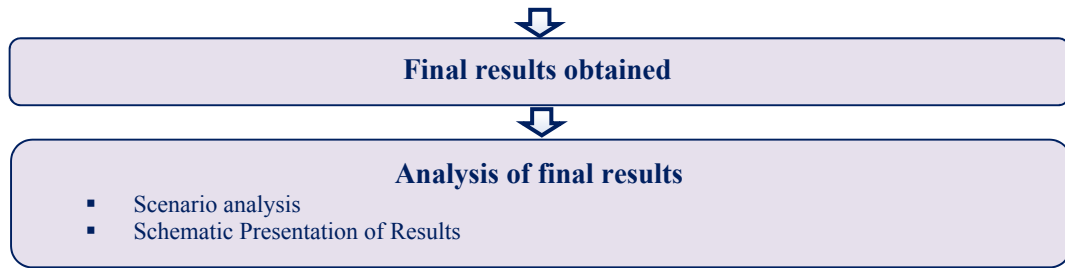 Final results obtained
Analysis of final results
▪ Scenario analysis
▪ Schematic Presentation of Results